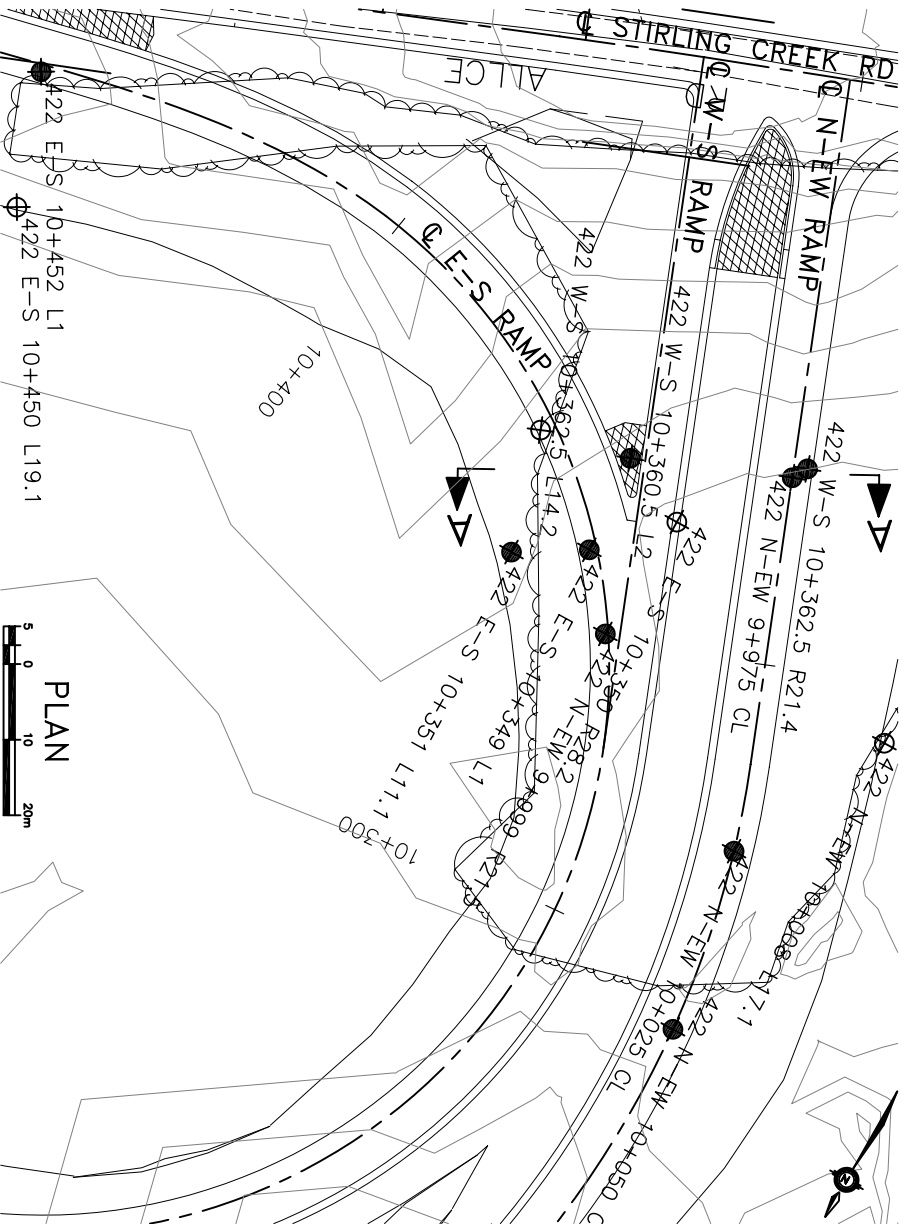 ℄ STIRLING CREEK RD
ALLCE
℄ W-S RAMP
℄ N-EW RAMP
℄ E-S RAMP
422 E-S 10+452 L1
422 E-S 10+450 L19.1
422 W-S 10+362.5 L14.2
422 W-S 10+360.5 L2
422 W-S 10+362.5 R21.4
422 N-EW 9+975 CL
422 E-S 10+350 R28.2
422 E-S 10+349 L1
422 E-S 10+351 L11.1
422 N-EW 9+999 R21.5
422 N-EW 10+008 L17.1
422 N-EW 10+025 CL
422 N-EW 10+050 C
10+400
10+300
A
A
PLAN
5 0 10 20m
N